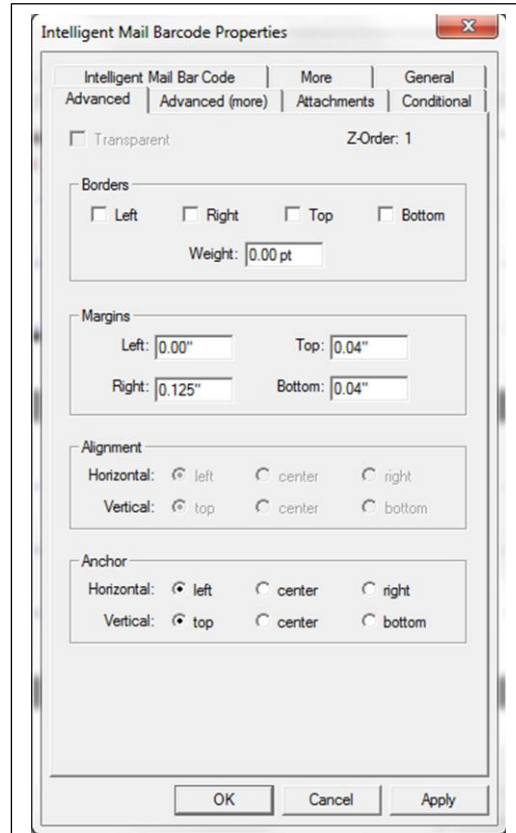 Intelligent Mail Barcode Properties
Intelligent Mail Bar Code More General
Advanced Advanced (more) Attachments Conditional
Transparent Z-Order: 1
Borders
Left Right Top Bottom
Weight: 0.00 pt
Margins
Left: 0.00" Top: 0.04"
Right: 0.125" Bottom: 0.04"
Alignment
Horizontal: left center right
Vertical: top center bottom
Anchor
Horizontal: left center right
Vertical: top center bottom
OK Cancel Apply